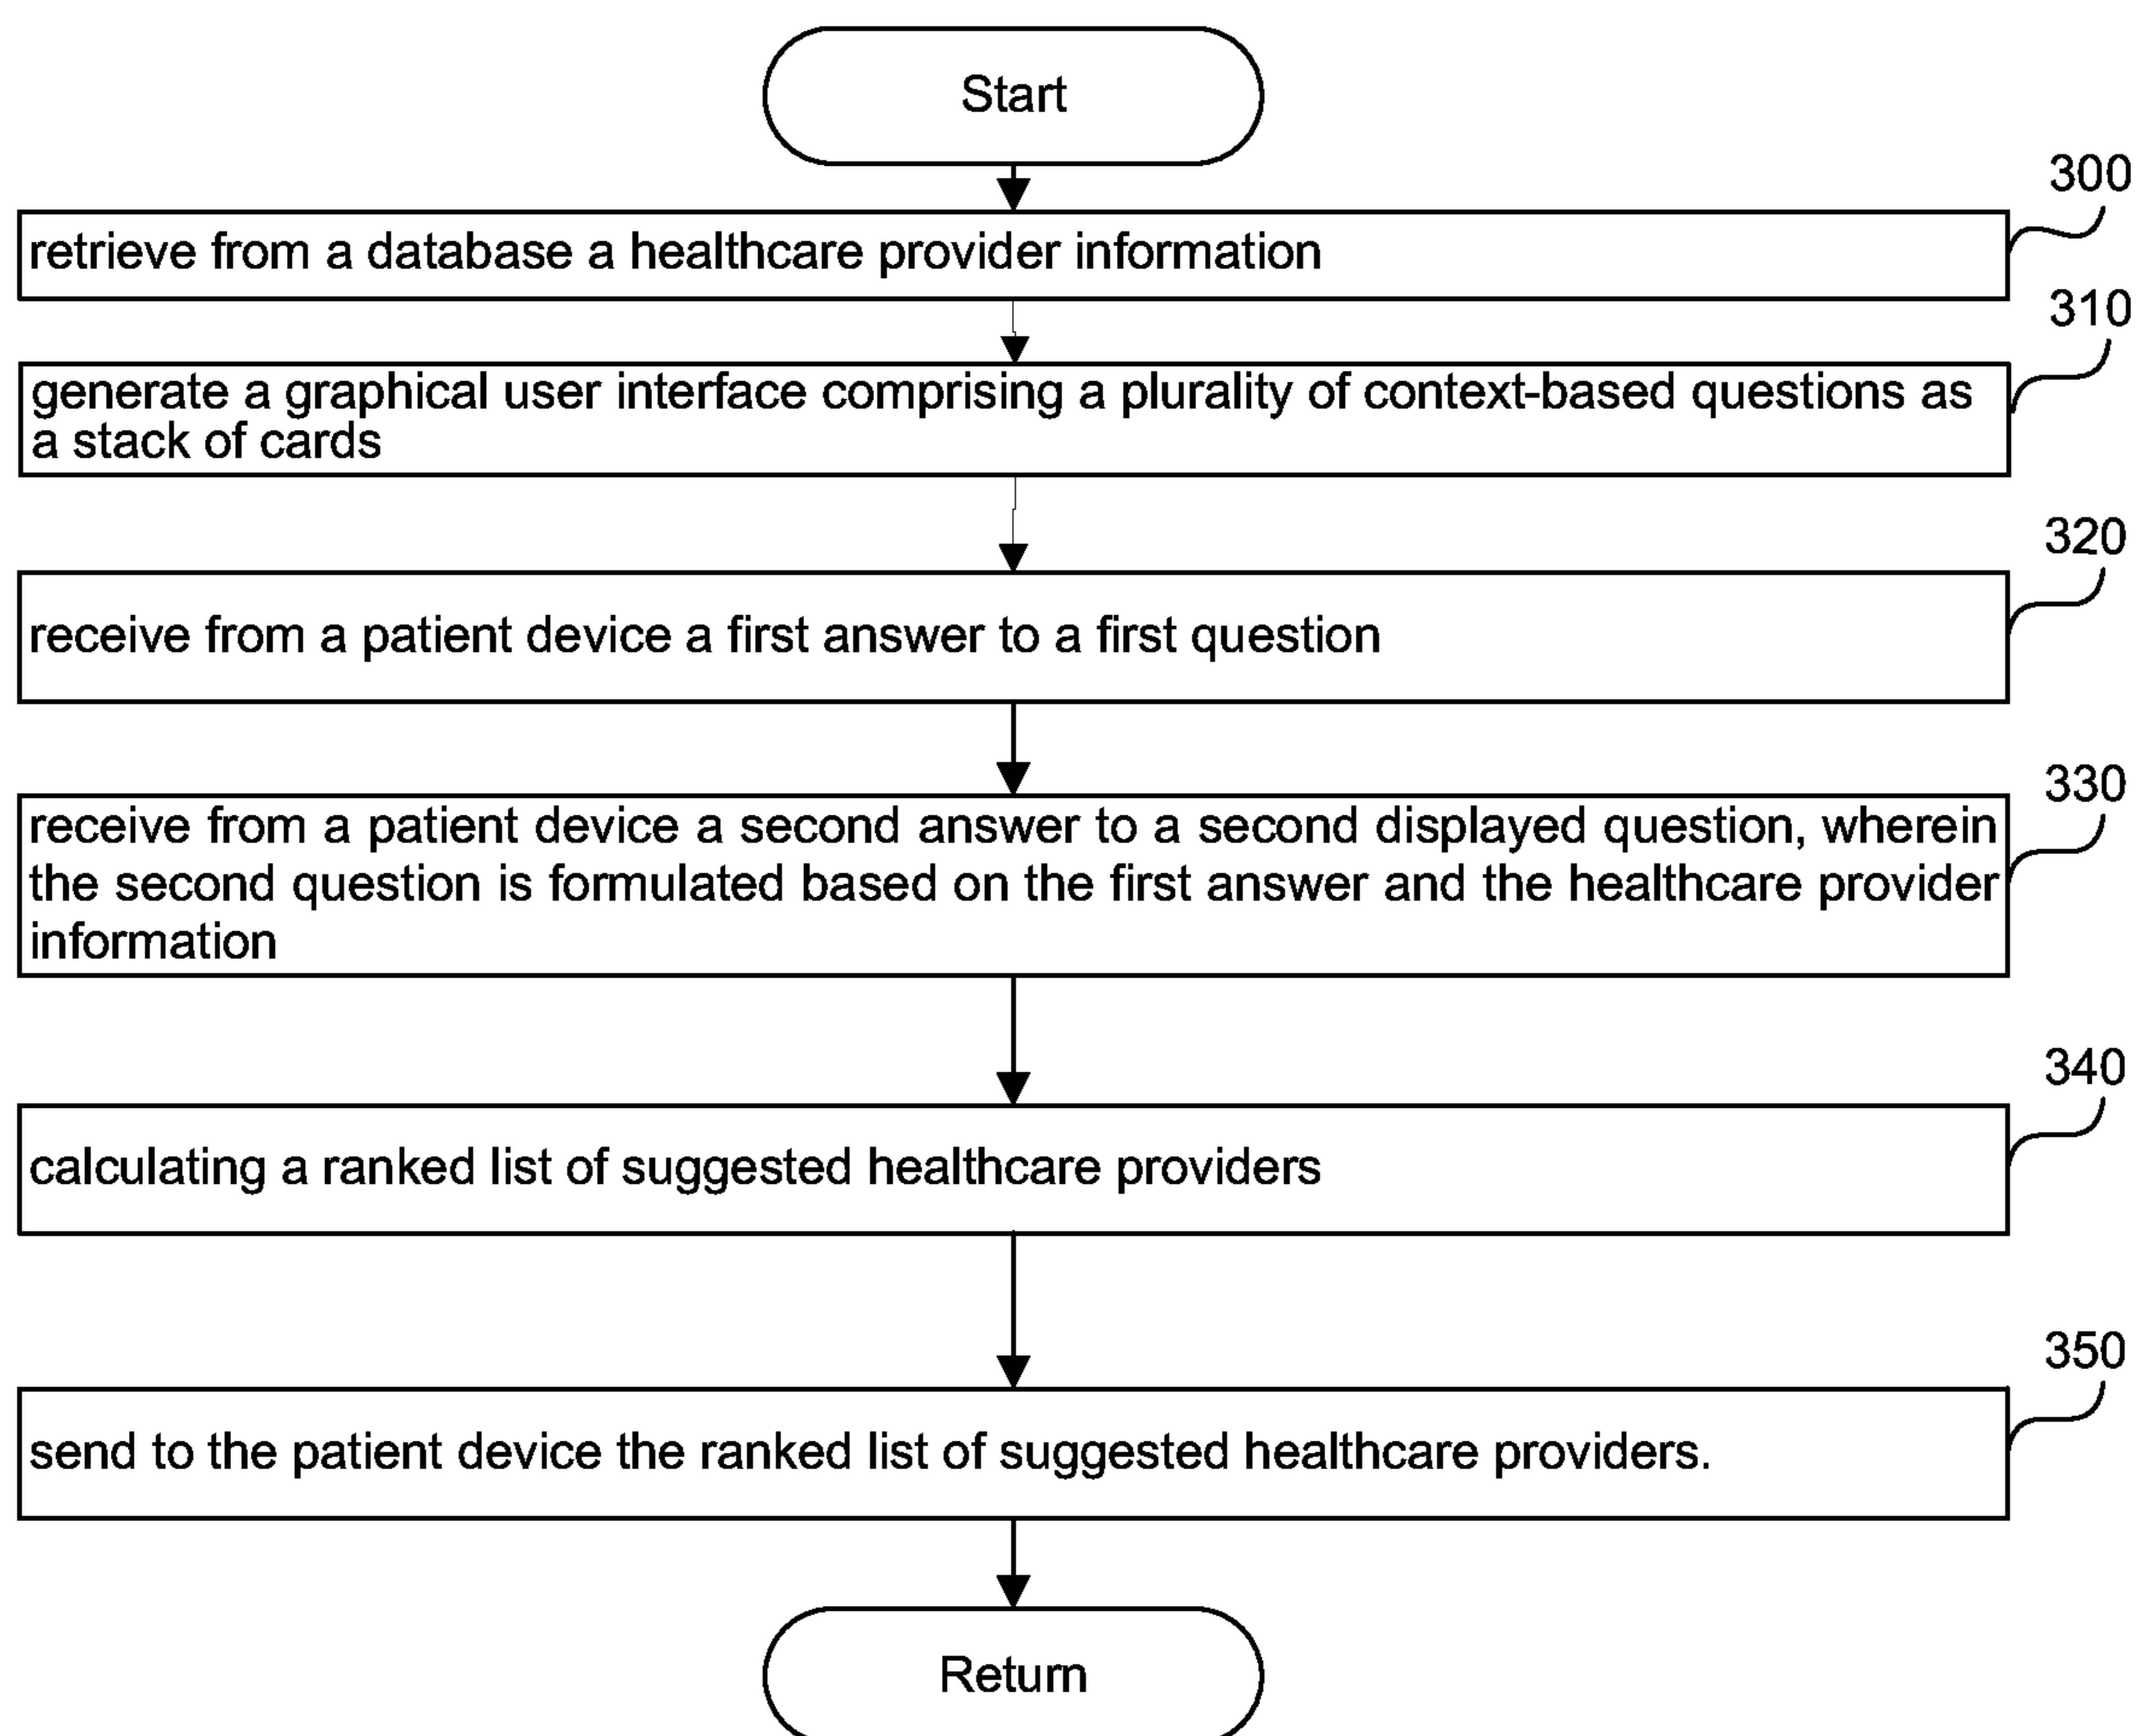 Start
300
retrieve from a database a healthcare provider information
310
generate a graphical user interface comprising a plurality of context-based questions as
a stack of cards
320
receive from a patient device a first answer to a first question
330
receive from a patient device a second answer to a second displayed question, wherein
the second question is formulated based on the first answer and the healthcare provider
information
340
calculating a ranked list of suggested healthcare providers
350
send to the patient device the ranked list of suggested healthcare providers.
Return